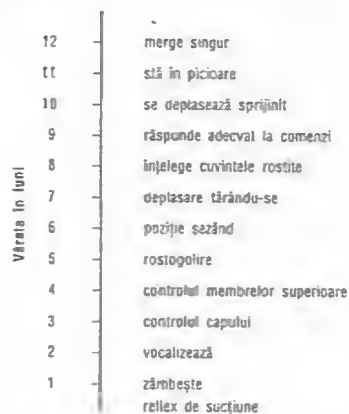 12 merge singur
11 stă în picioare
10 se deplasează sprijinit
9 răspunde adecvat la comenzi
8 înțelege cuvintele rostite
7 deplasare târându-se
6 poziție șezând
5 rostogolire
4 controlul membrelor superioare
3 controlul capului
2 vocalizează
1 zâmbește
reflex de sucțiune
Vârsta în luni